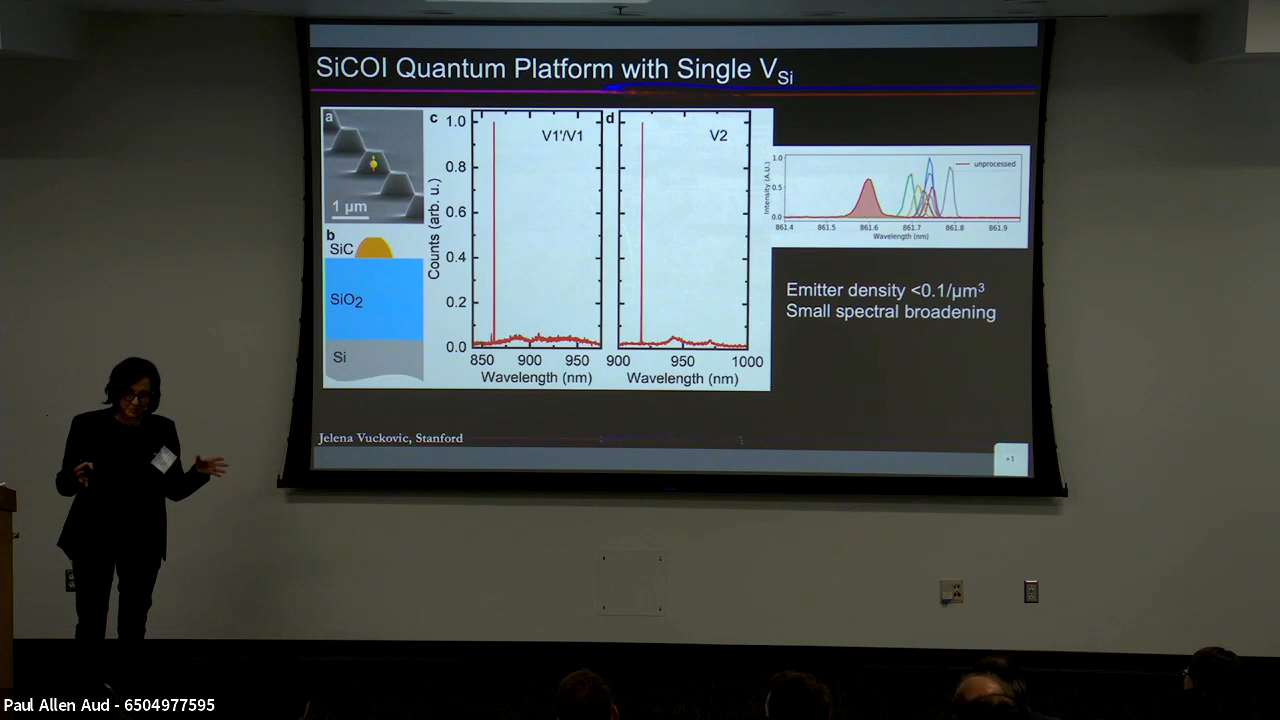 SiCOI Quantum Platform with Single VSi
a
1 µm
b
SiC
SiO2
Si
c
V1'/V1
Counts (arb. u.)
1.0
0.8
0.6
0.4
0.2
0.0
850 900 950
Wavelength (nm)
d
V2
900 950 1000
Wavelength (nm)
Intensity (A.U.)
1.0
0.5
0.0
unprocessed
861.4 861.5 861.6 861.7 861.8 861.9
Wavelength (nm)
Emitter density <0.1/µm³
Small spectral broadening
Jelena Vuckovic, Stanford
+1
Paul Allen Aud - 6504977595